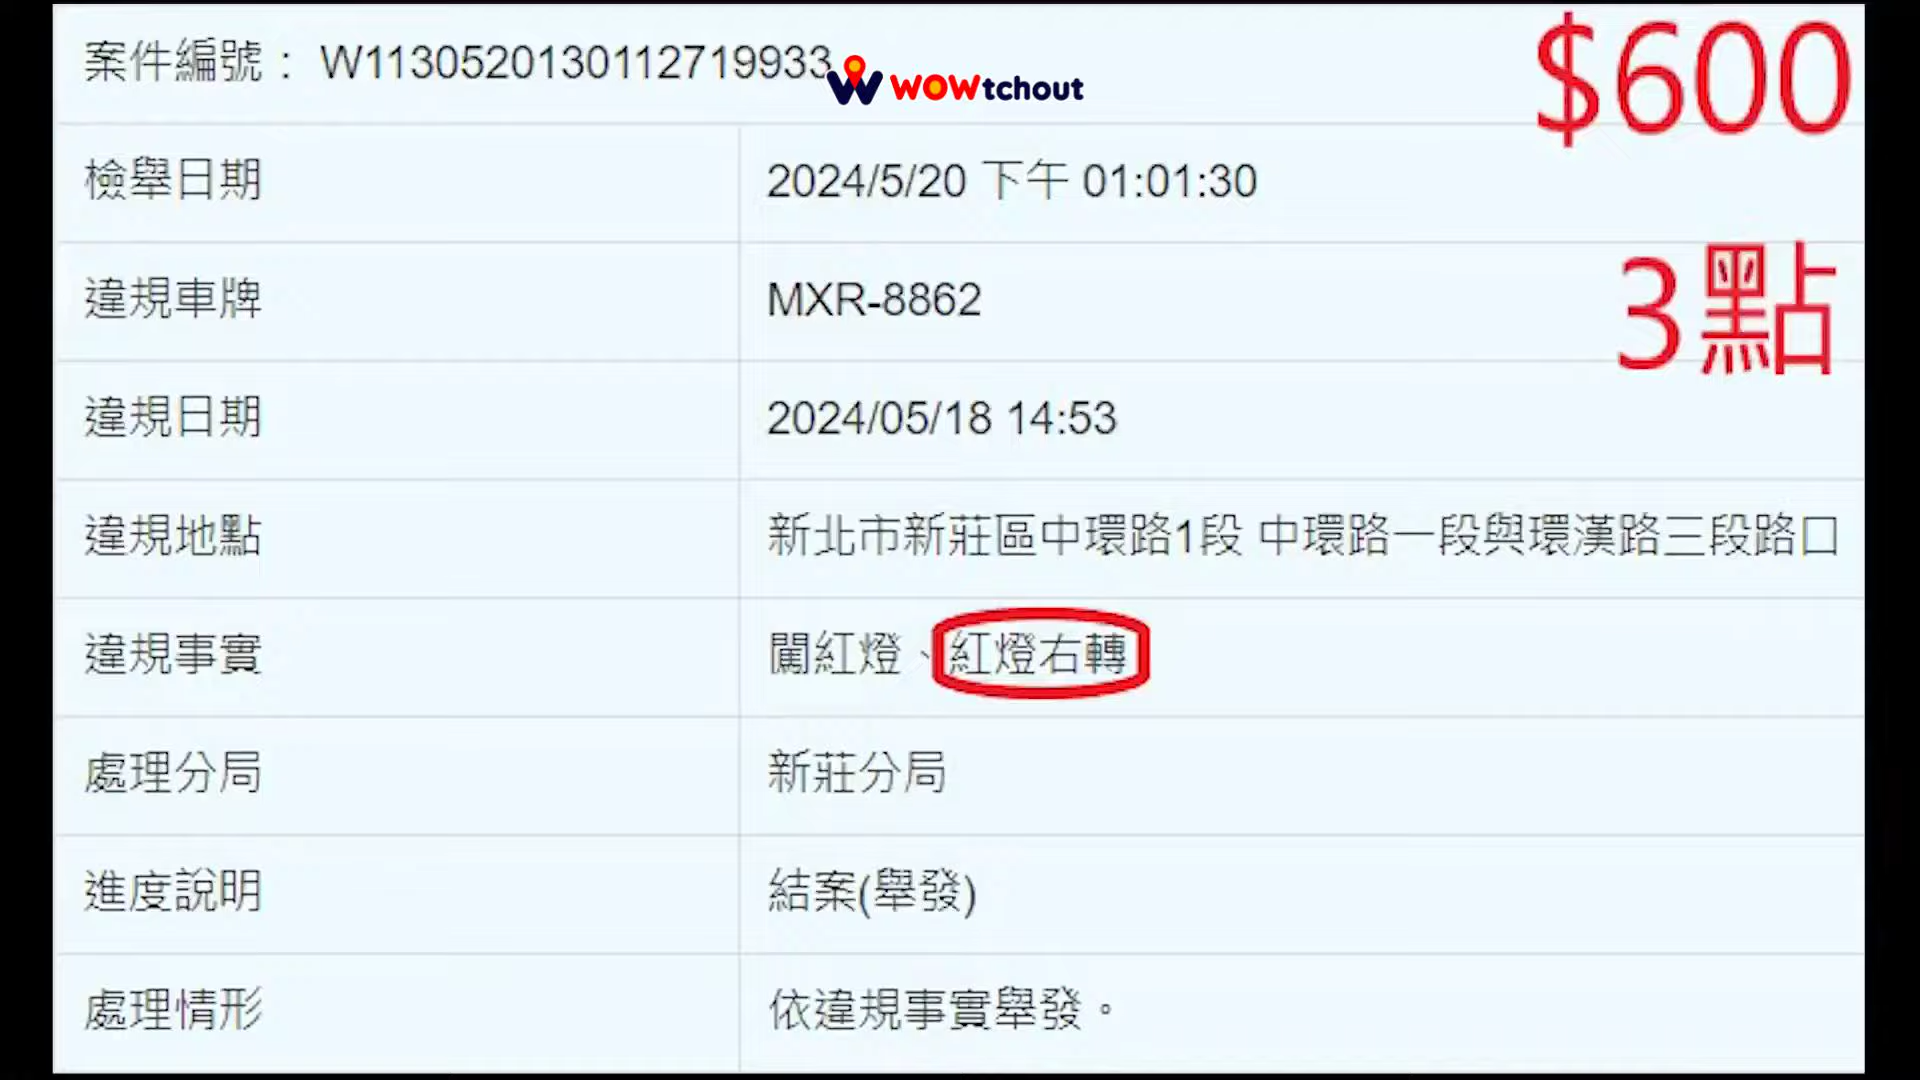 案件編號： W1130520130112719933
WOWtchout
$600
檢舉日期 2024/5/20 下午 01:01:30
違規車牌 MXR-8862
3點
違規日期 2024/05/18 14:53
違規地點 新北市新莊區中環路1段 中環路一段與環漢路三段路口
違規事實 闖紅燈、紅燈右轉
處理分局 新莊分局
進度說明 結案(舉發)
處理情形 依違規事實舉發。